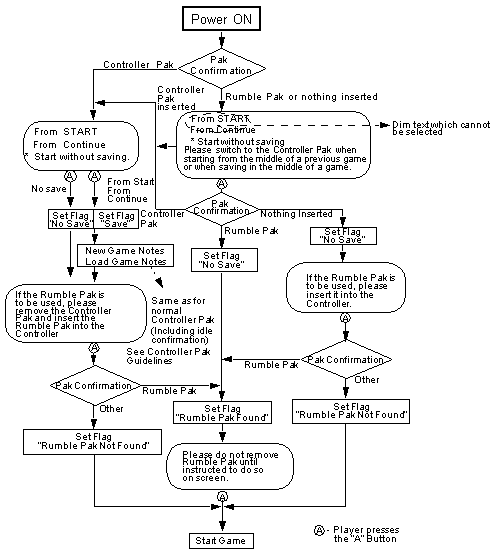 Power ON
Pak
Confirmation
Controller Pak
Rumble Pak or nothing inserted
Controller
Pak
inserted
From START
From Continue
* Start without saving.
From START
From Continue
* Start without saving
Please switch to the Controller Pak when
starting from the middle of a previous game
or when saving in the middle of a game.
Dim text which cannot
be selected
A
A
A
No save
From Start
From
Continue
Set Flag
"No Save"
Set Flag
"Save"
Controller
Pak
Pak
Confirmation
Nothing Inserted
Rumble Pak
Set Flag
"No Save"
Set Flag
"No Save"
New Game Notes
Load Game Notes
If the Rumble Pak is
to be used, please
remove the Controller
Pak and insert the
Rumble Pak into the
Controller
Same as for
normal
Controller Pak
(Including idle
confirmation)
See Controller Pak
Guidelines
If the Rumble Pak is
to be used, please
insert it into the
Controller.
A
A
Pak Confirmation
Rumble Pak
Other
Pak Confirmation
Rumble Pak
Other
Set Flag
"Rumble Pak Not Found"
Set Flag
"Rumble Pak Found"
Set Flag
"Rumble Pak Not Found"
Please do not remove
Rumble Pak until
instructed to do so
on screen.
A
Start Game
A - Player presses
the "A" Button